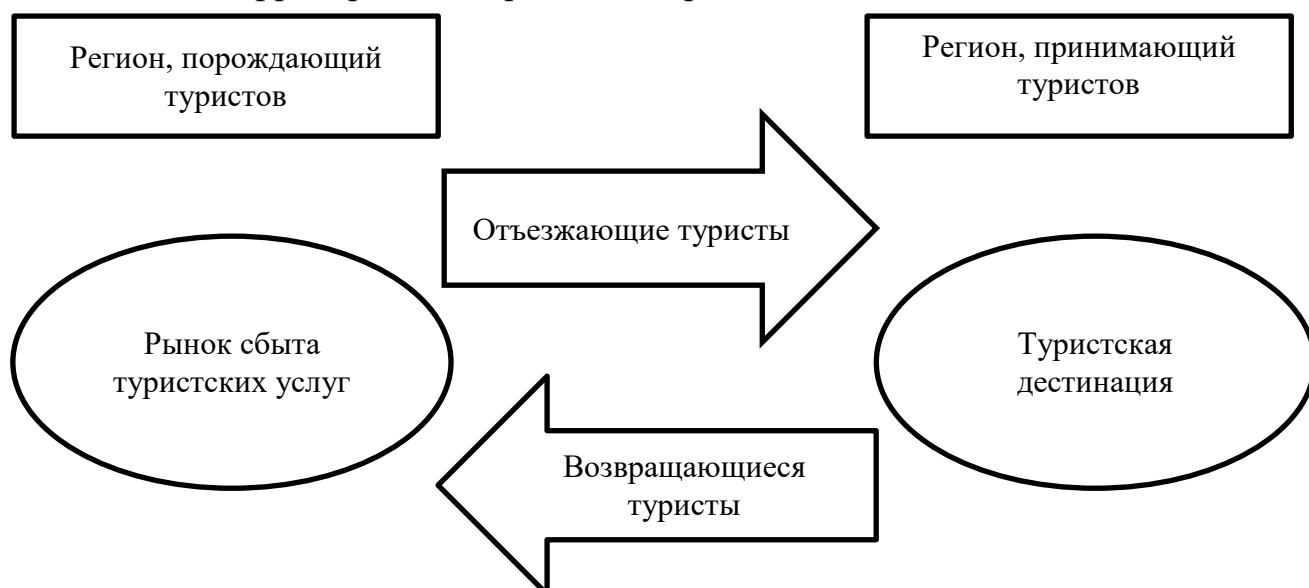 Регион, порождающий
туристов
Регион, принимающий
туристов
Отъезжающие туристы
Рынок сбыта
туристских услуг
Туристская
дестинация
Возвращающиеся
туристы